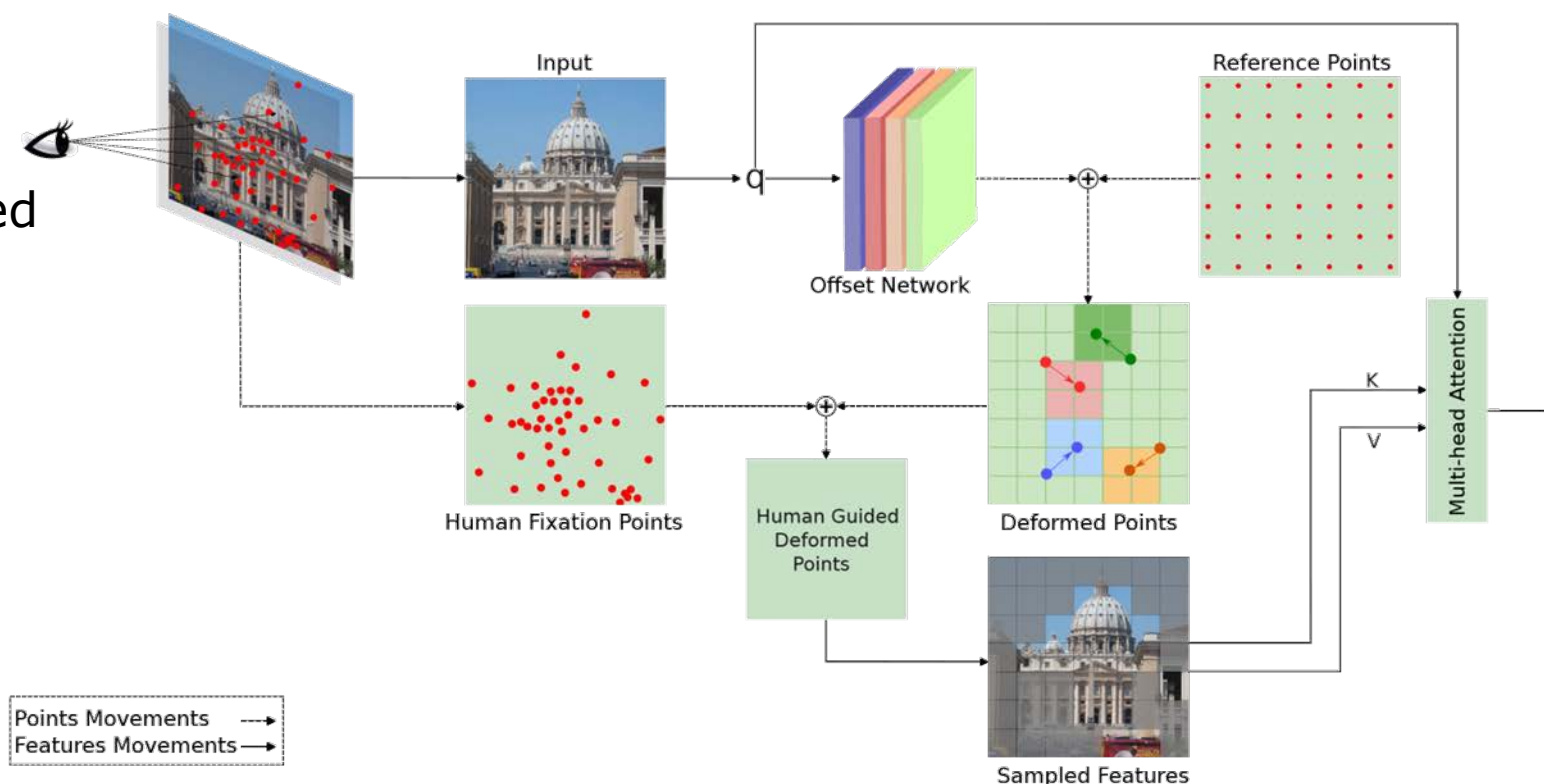 Input
Reference Points
q
ed
Offset Network
Multi-head Attention
K
V
Human Fixation Points
Human Guided
Deformed
Points
Deformed Points
Points Movements
Features Movements
Sampled Features